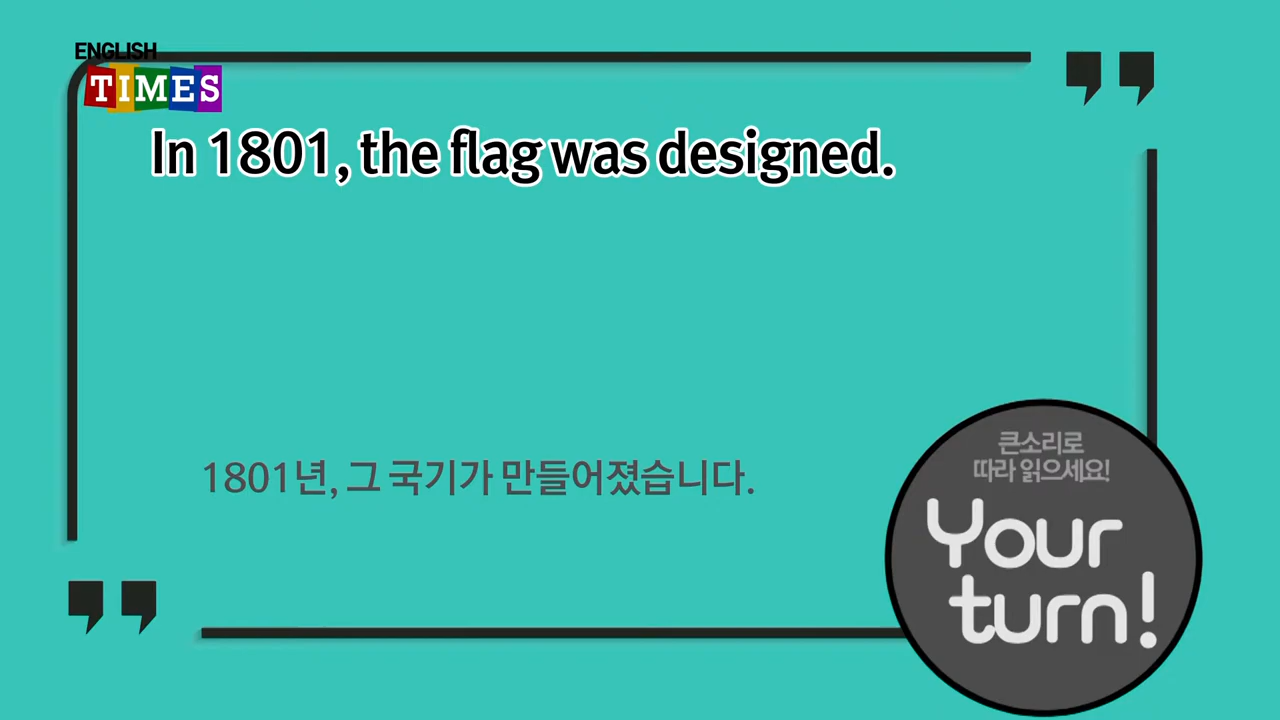 ENGLISH
TIMES
In 1801, the flag was designed.
1801년, 그 국기가 만들어졌습니다.
큰소리로
따라 읽으세요!
Your
turn!